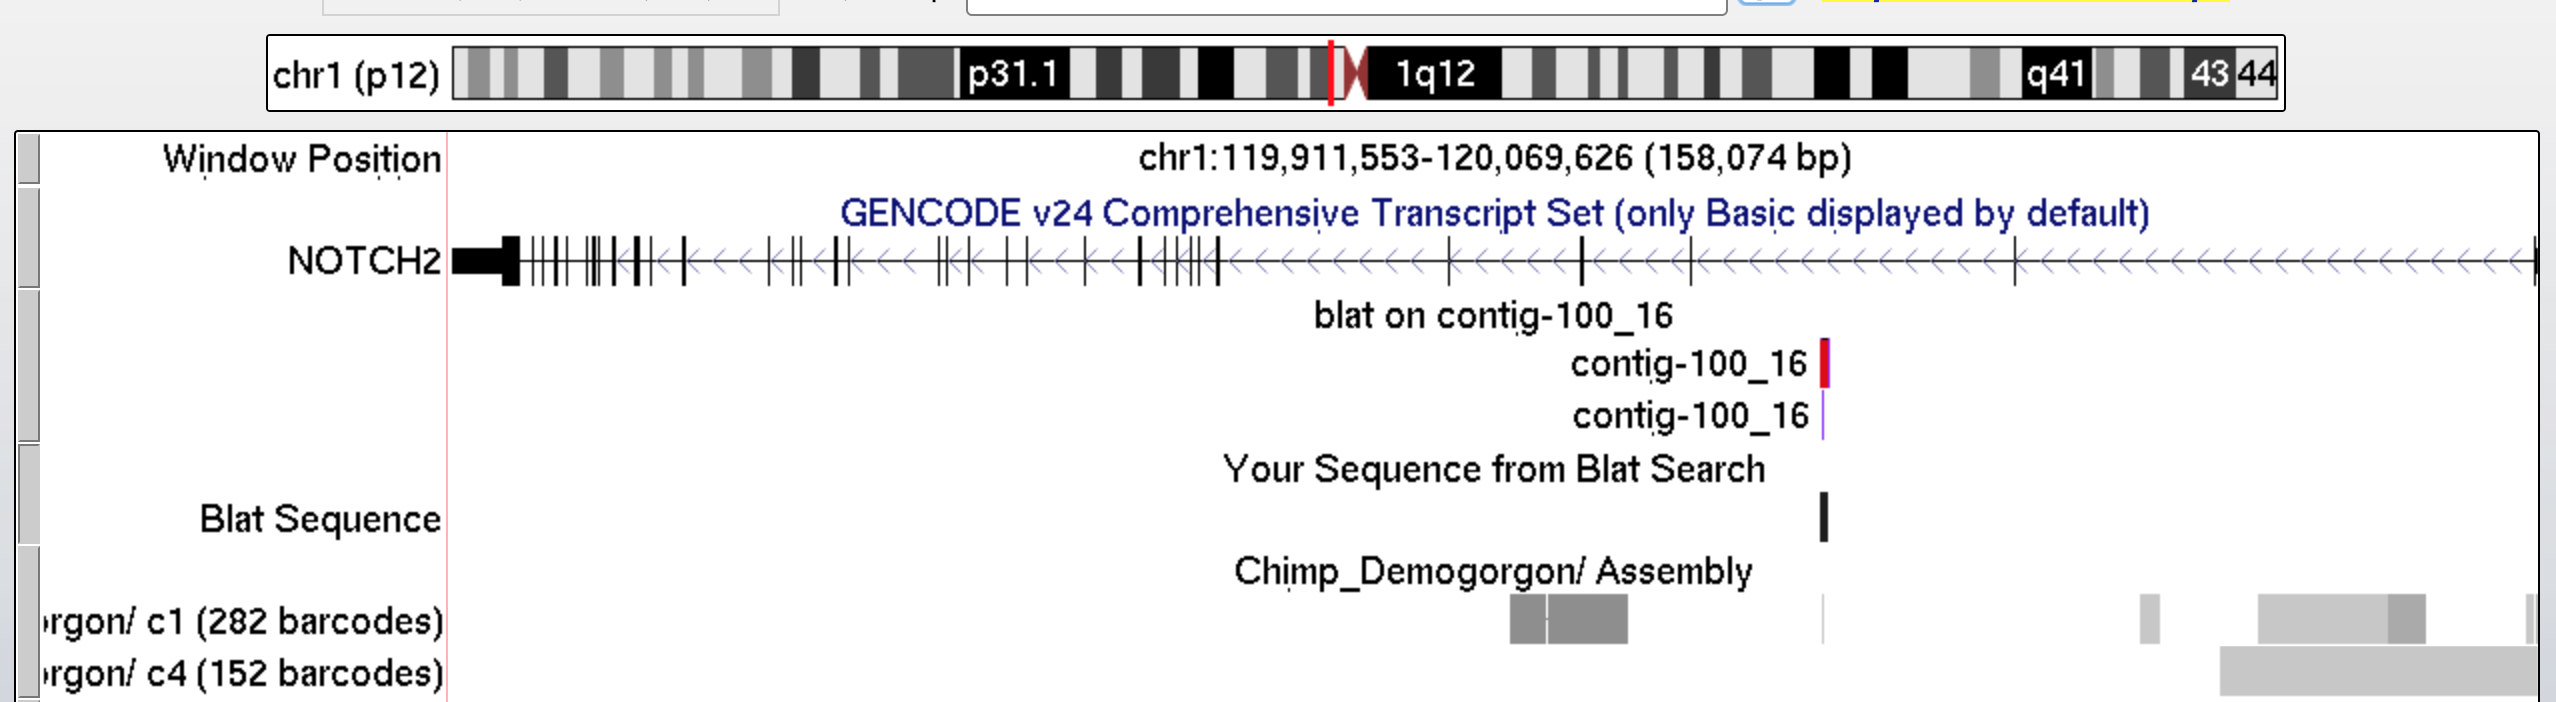 chr1 (p12) p31.1 1q12 q41 43 44
Window Position chr1:119,911,553-120,069,626 (158,074 bp)
GENCODE v24 Comprehensive Transcript Set (only Basic displayed by default)
NOTCH2
blat on contig-100_16
contig-100_16
contig-100_16
Your Sequence from Blat Search
Blat Sequence
Chimp_Demogorgon/ Assembly
rgon/ c1 (282 barcodes)
rgon/ c4 (152 barcodes)